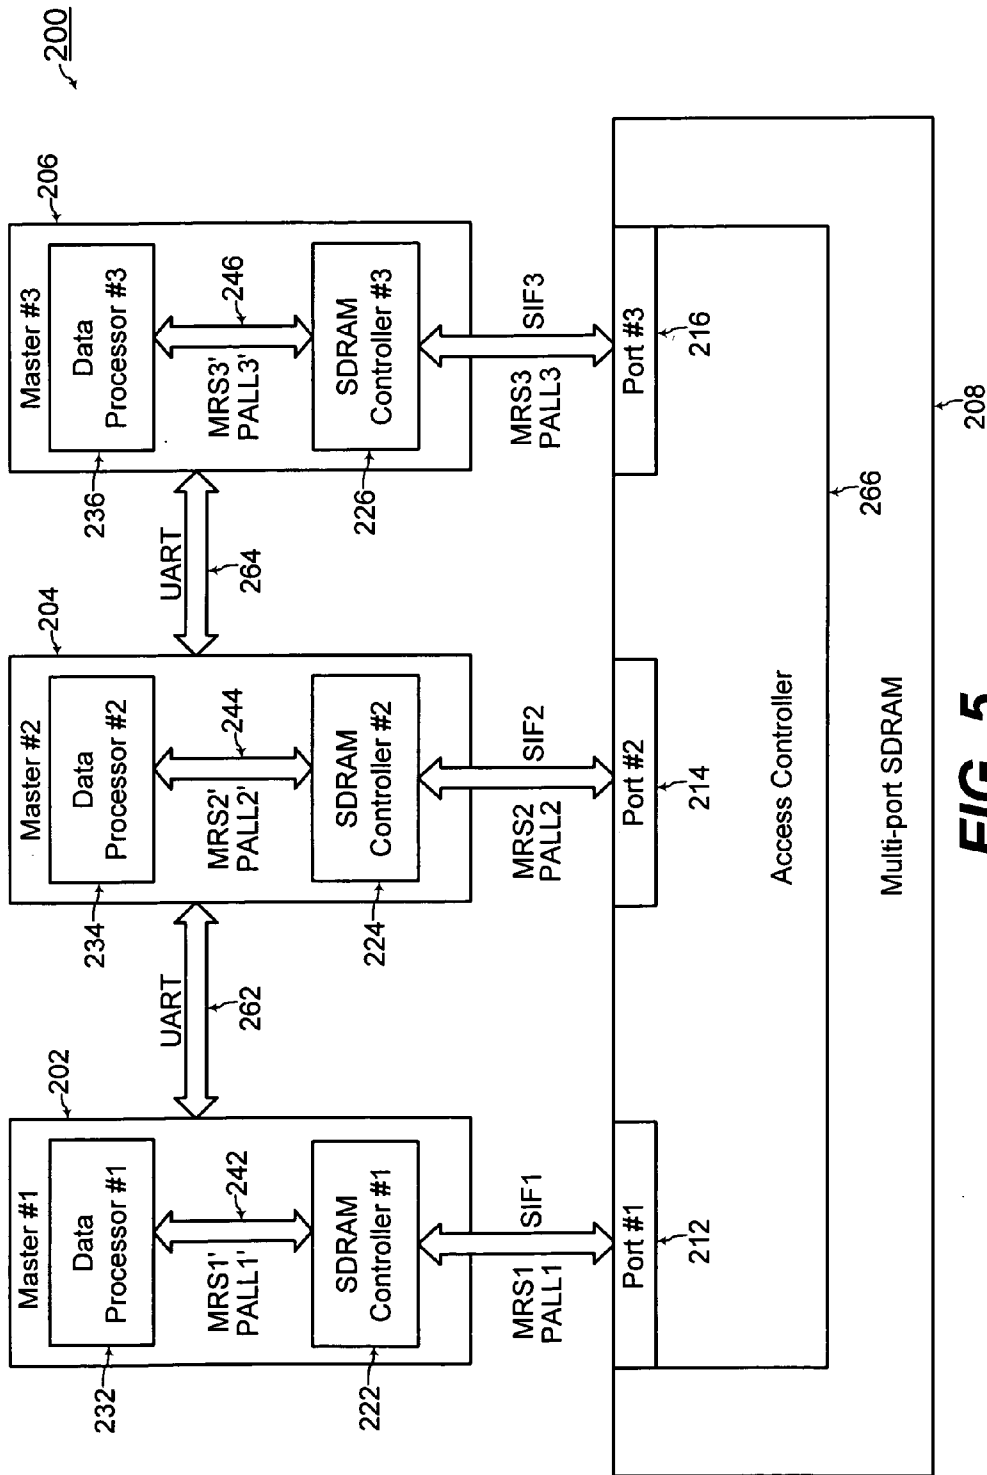 200
202
204
206
Master #1
Data
Processor #1
232
MRS1'
PALL1'
242
SDRAM
Controller #1
222
UART
262
Master #2
Data
Processor #2
234
MRS2'
PALL2'
244
SDRAM
Controller #2
224
UART
264
Master #3
Data
Processor #3
236
MRS3'
PALL3'
246
SDRAM
Controller #3
226
MRS1
PALL1
SIF1
MRS2
PALL2
SIF2
MRS3
PALL3
SIF3
Port #1
212
Port #2
214
Port #3
216
Access Controller
266
Multi-port SDRAM
208
FIG. 5